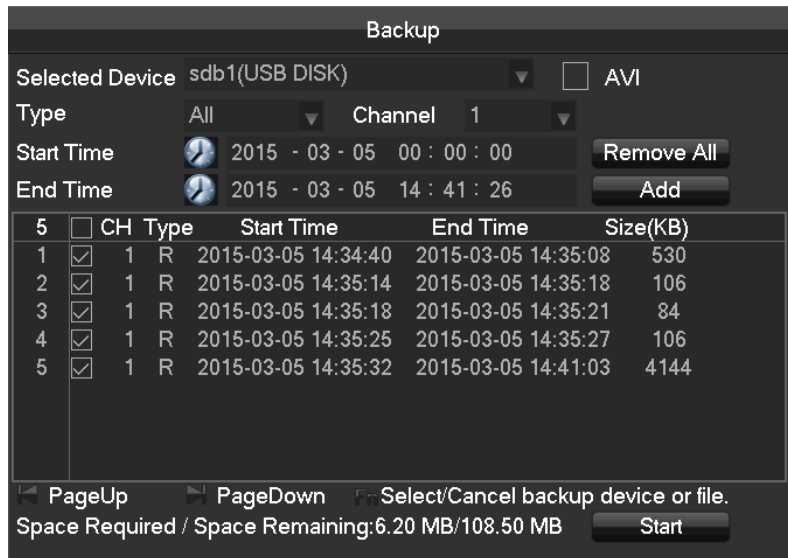 Backup
Selected Device sdb1(USB DISK) AVI
Type All Channel 1
Start Time 2015 - 03 - 05 00 : 00 : 00 Remove All
End Time 2015 - 03 - 05 14 : 41 : 26 Add
5 CH Type Start Time End Time Size(KB)
1 1 R 2015-03-05 14:34:40 2015-03-05 14:35:08 530
2 1 R 2015-03-05 14:35:14 2015-03-05 14:35:18 106
3 1 R 2015-03-05 14:35:18 2015-03-05 14:35:21 84
4 1 R 2015-03-05 14:35:25 2015-03-05 14:35:27 106
5 1 R 2015-03-05 14:35:32 2015-03-05 14:41:03 4144
PageUp PageDown Fn Select/Cancel backup device or file.
Space Required / Space Remaining:6.20 MB/108.50 MB Start